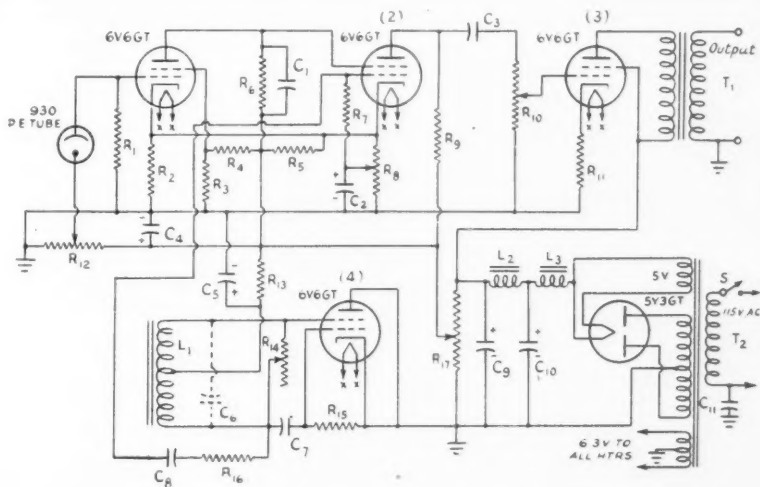 (2)
(3)
6V6GT
6V6GT
6V6GT
930
PE TUBE
R1
R2
R3
R4
R5
R6
C1
R7
R8
C2
R9
C3
R10
R11
Output
T1
R12
C4
C5
R13
(4)
6V6GT
L1
C6
R14
C7
R15
C8
R16
R17
L2
L3
C9
C10
5V
5V3GT
S
115V AC
T2
C11
6.3V TO
ALL HTRS
x x
x x
x x
x x